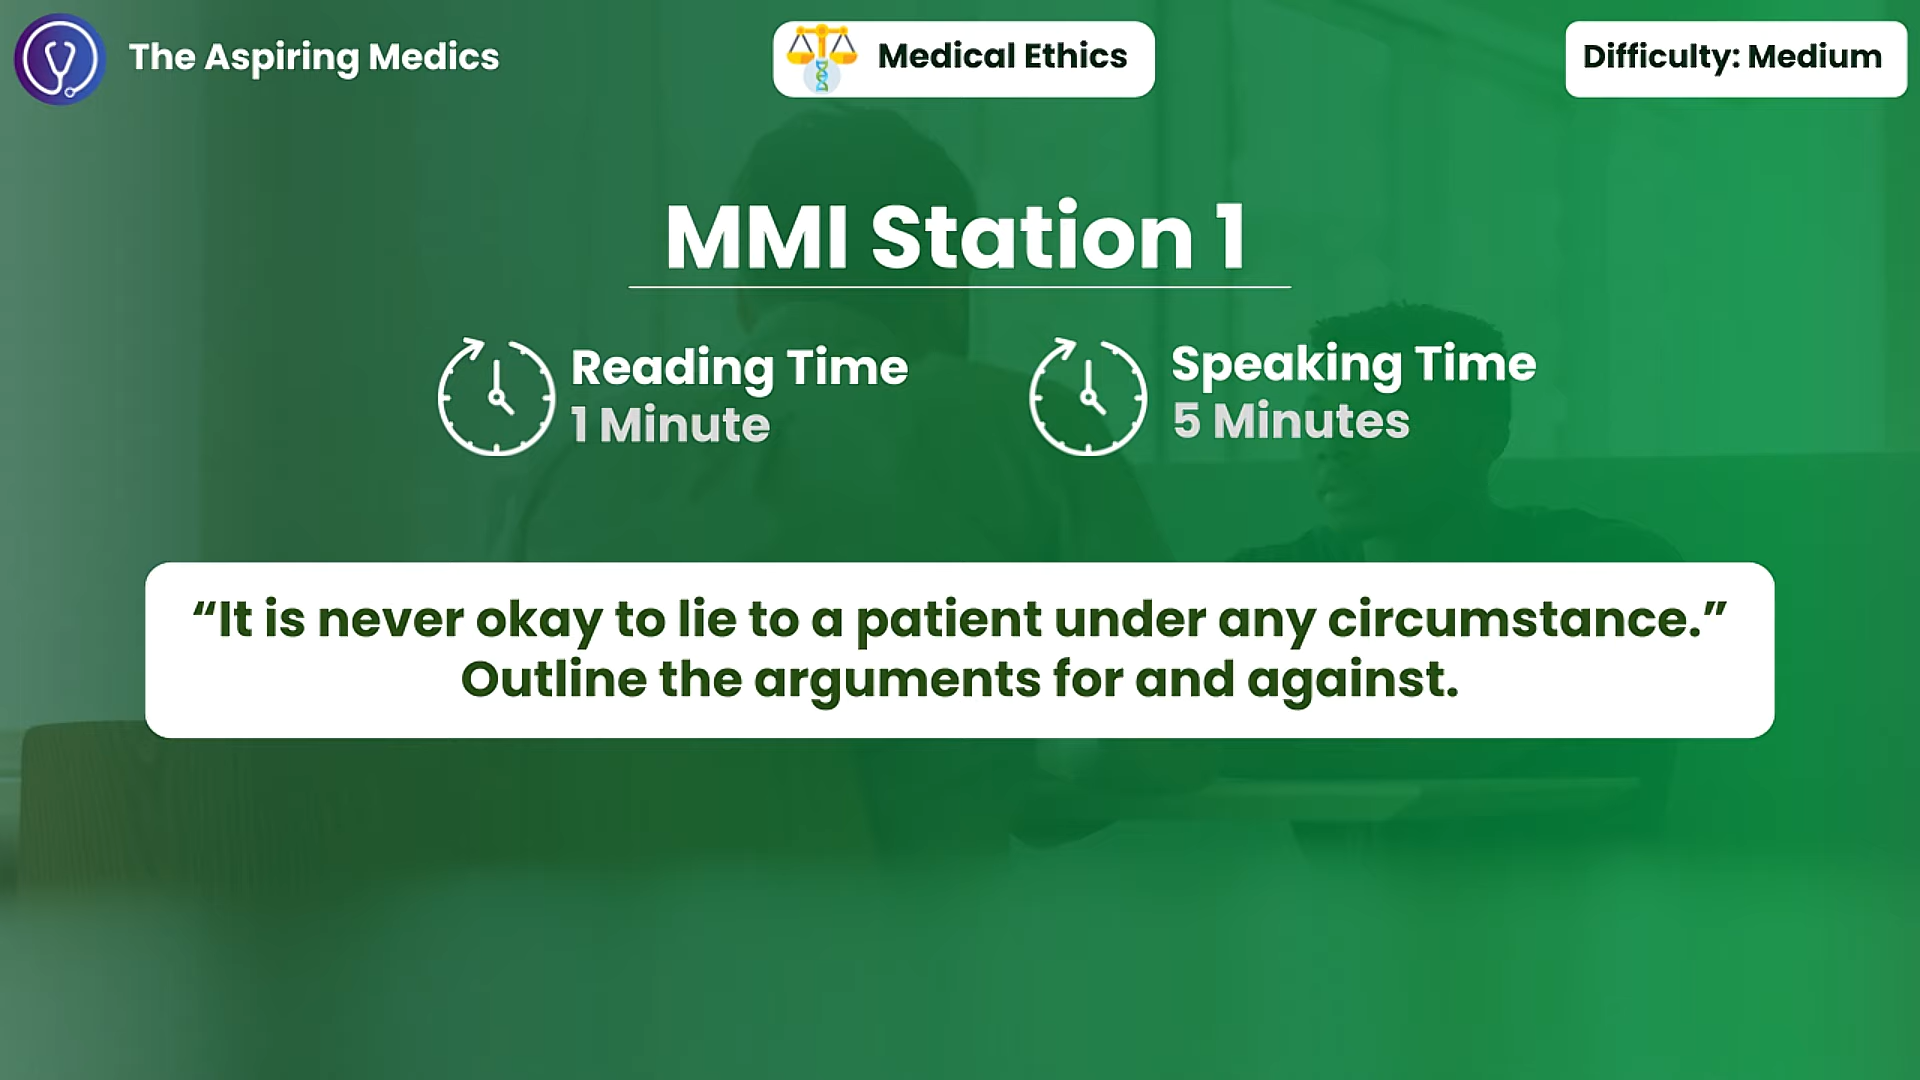 The Aspiring Medics
Medical Ethics
Difficulty: Medium
MMI Station 1
Reading Time
1 Minute
Speaking Time
5 Minutes
“It is never okay to lie to a patient under any circumstance.”
Outline the arguments for and against.